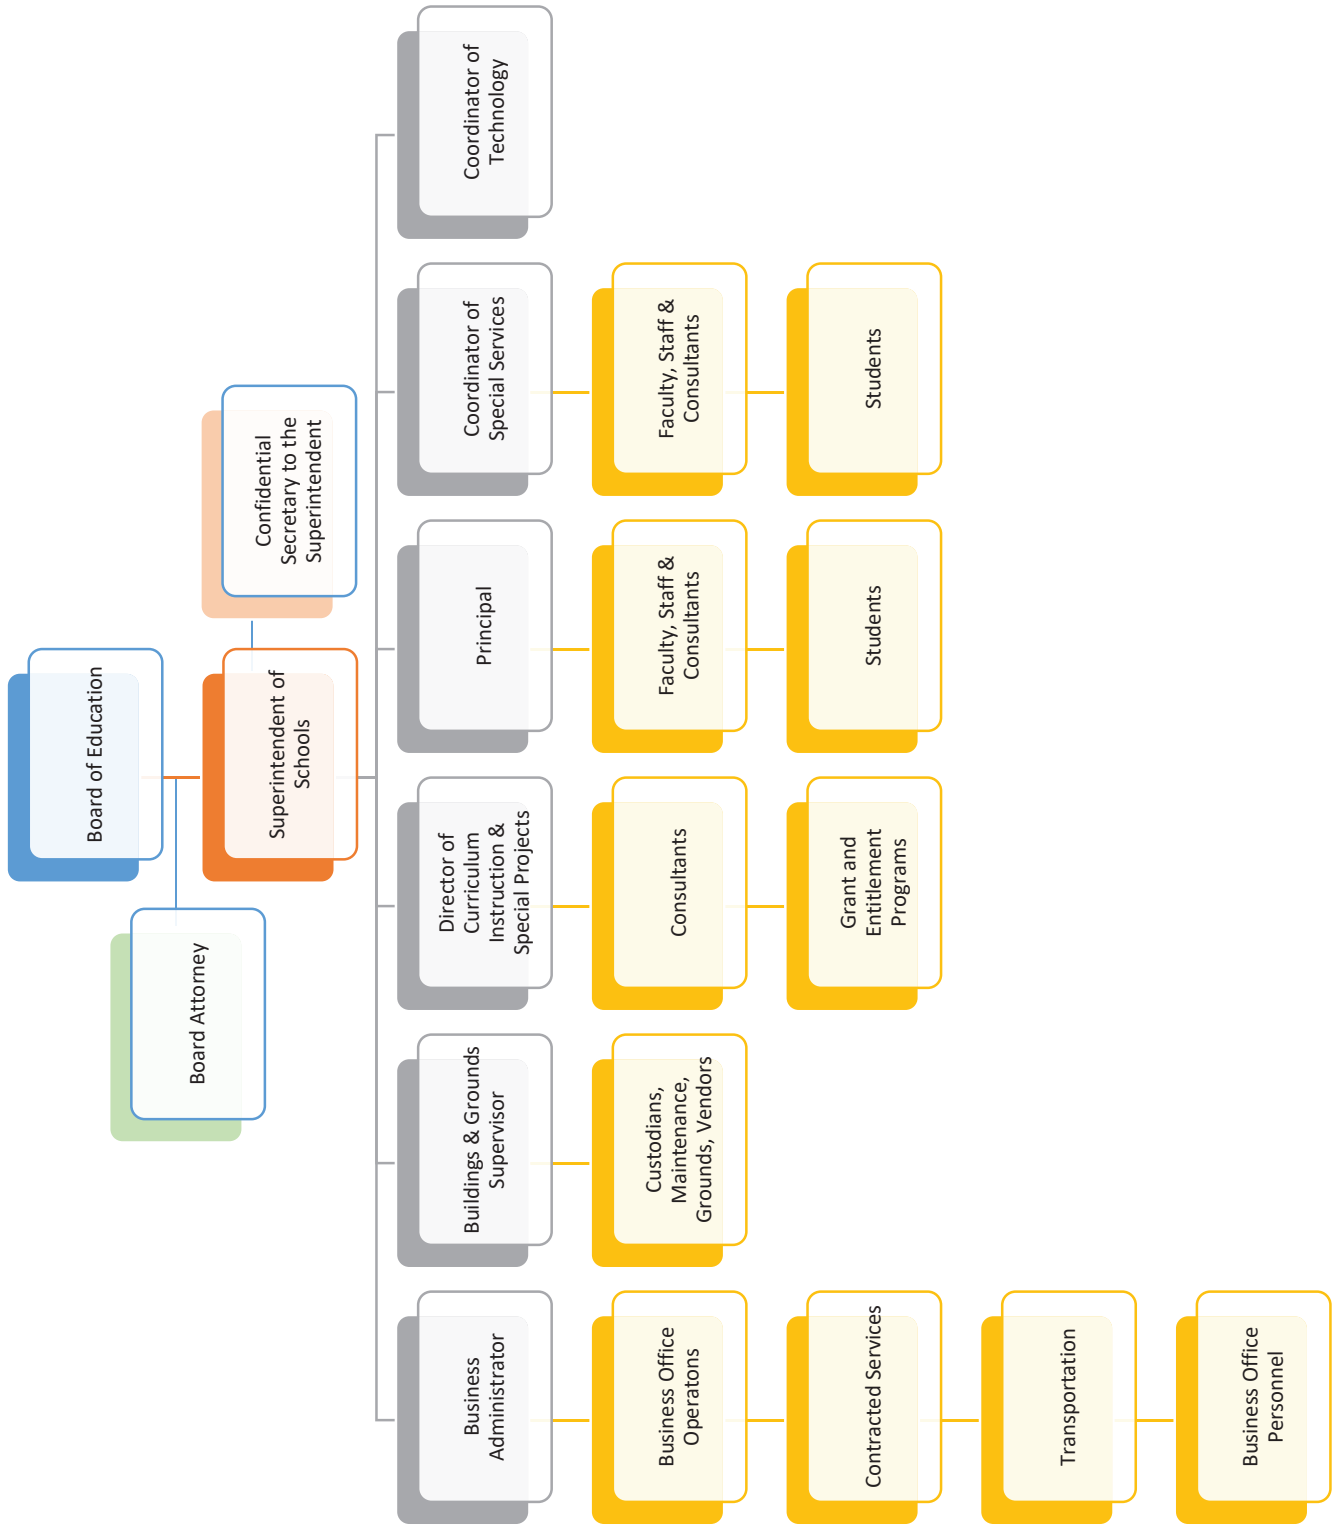 Board of Education
Board Attorney
Superintendent of
Schools
Confidential
Secretary to the
Superintendent
Business
Administrator
Business Office
Operatons
Contracted Services
Transportation
Business Office
Personnel
Buildings & Grounds
Supervisor
Custodians,
Maintenance,
Grounds, Vendors
Director of
Curriculum
Instruction &
Special Projects
Consultants
Grant and
Entitlement
Programs
Principal
Faculty, Staff &
Consultants
Students
Coordinator of
Special Services
Faculty, Staff &
Consultants
Students
Coordinator of
Technology